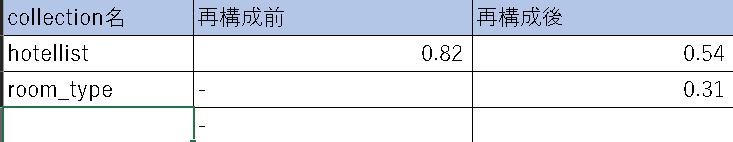 collection名 再構成前 再構成後
hotellist 0.82 0.54
room_type - 0.31
-